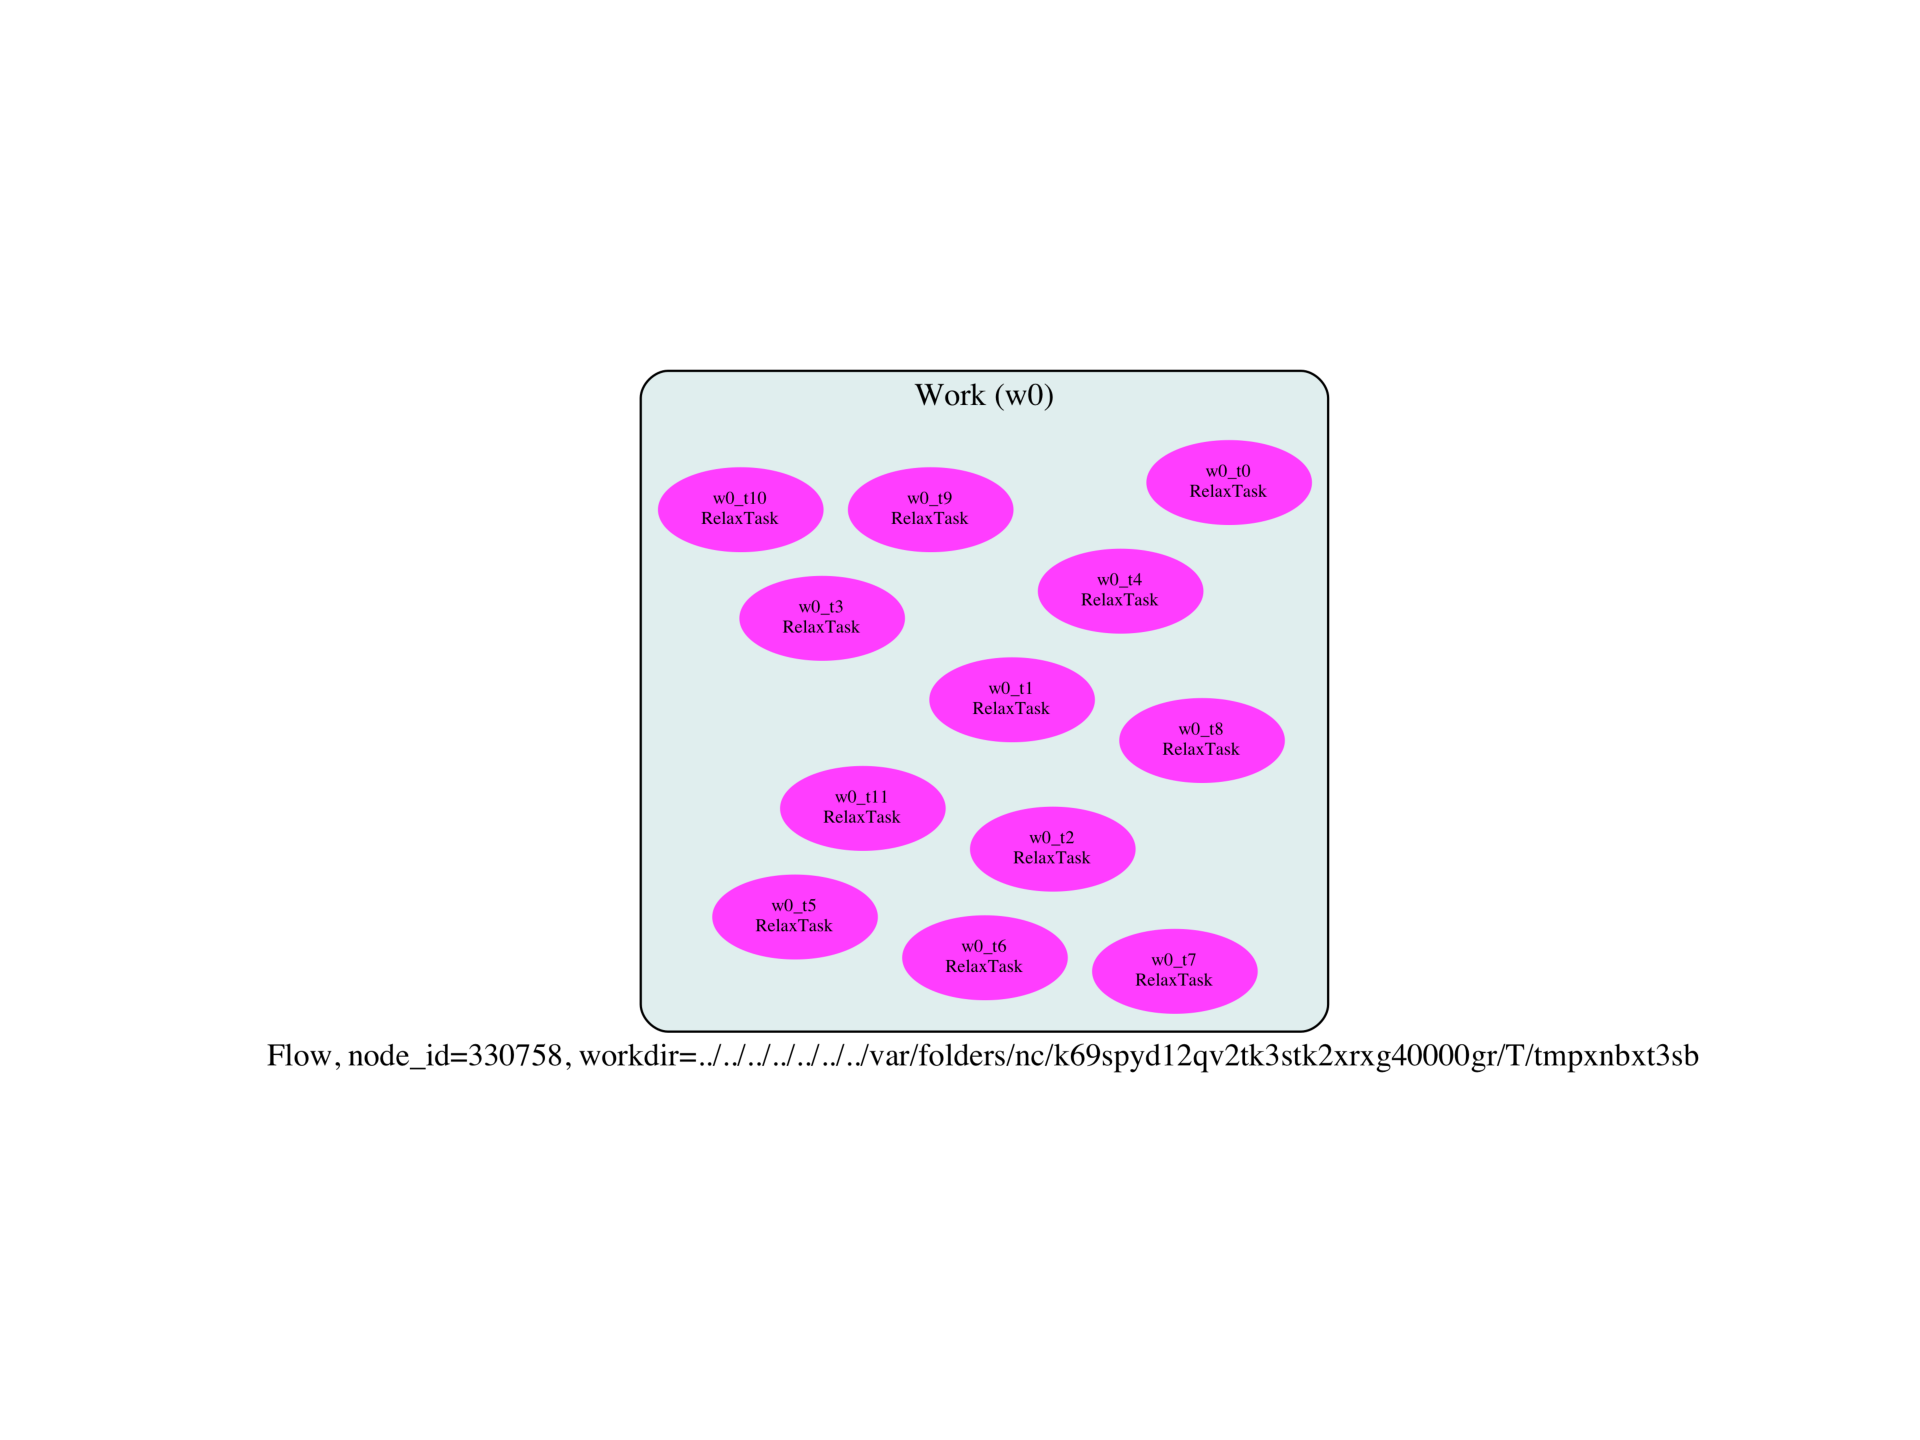 Work (w0)
w0_t0
RelaxTask
w0_t10
RelaxTask
w0_t9
RelaxTask
w0_t4
RelaxTask
w0_t3
RelaxTask
w0_t1
RelaxTask
w0_t8
RelaxTask
w0_t11
RelaxTask
w0_t2
RelaxTask
w0_t5
RelaxTask
w0_t6
RelaxTask
w0_t7
RelaxTask
Flow, node_id=330758, workdir=../../../../../../../var/folders/nc/k69spyd12qv2tk3stk2xrxg40000gr/T/tmpxnbxt3sb